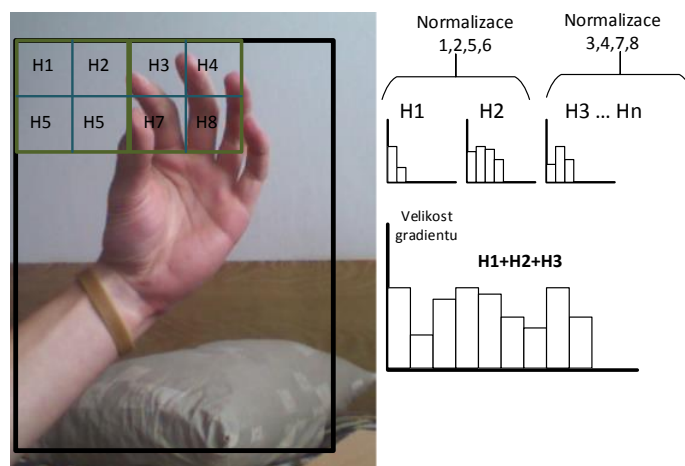 H1 H2 H3 H4
H5 H5 H7 H8
Normalizace
1,2,5,6
Normalizace
3,4,7,8
H1
H2
H3 ... Hn
Velikost
gradientu
H1+H2+H3